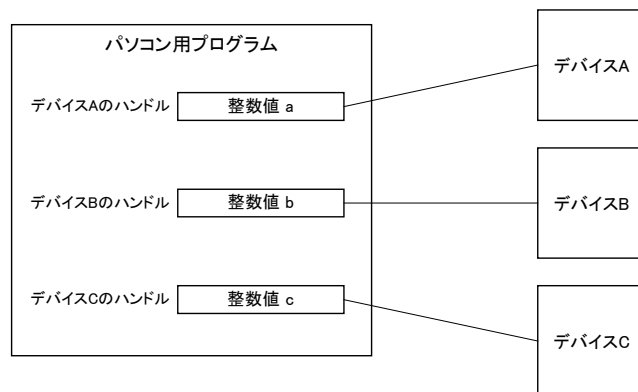 パソコン用プログラム
デバイスA
デバイスAのハンドル
整数値 a
デバイスBのハンドル
整数値 b
デバイスB
デバイスCのハンドル
整数値 c
デバイスC